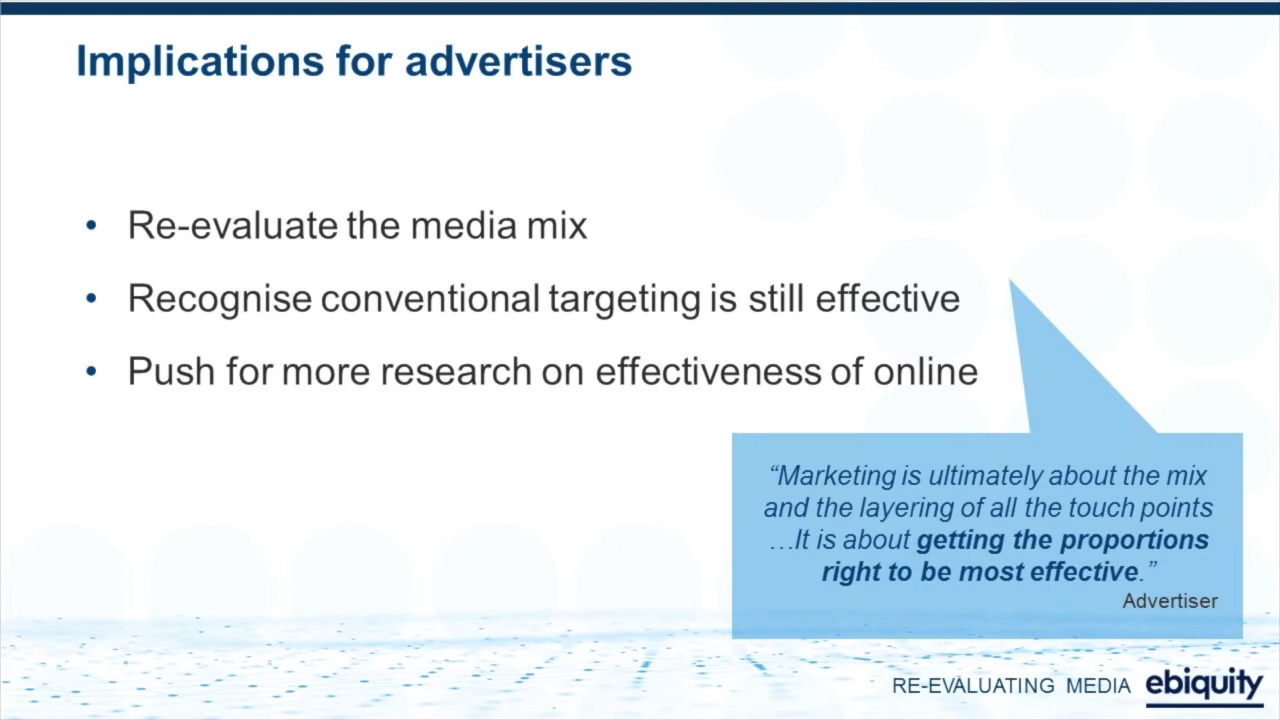 Implications for advertisers
• Re-evaluate the media mix
• Recognise conventional targeting is still effective
• Push for more research on effectiveness of online
“Marketing is ultimately about the mix
and the layering of all the touch points
…It is about getting the proportions
right to be most effective.”
Advertiser
RE-EVALUATING MEDIA ebiquity